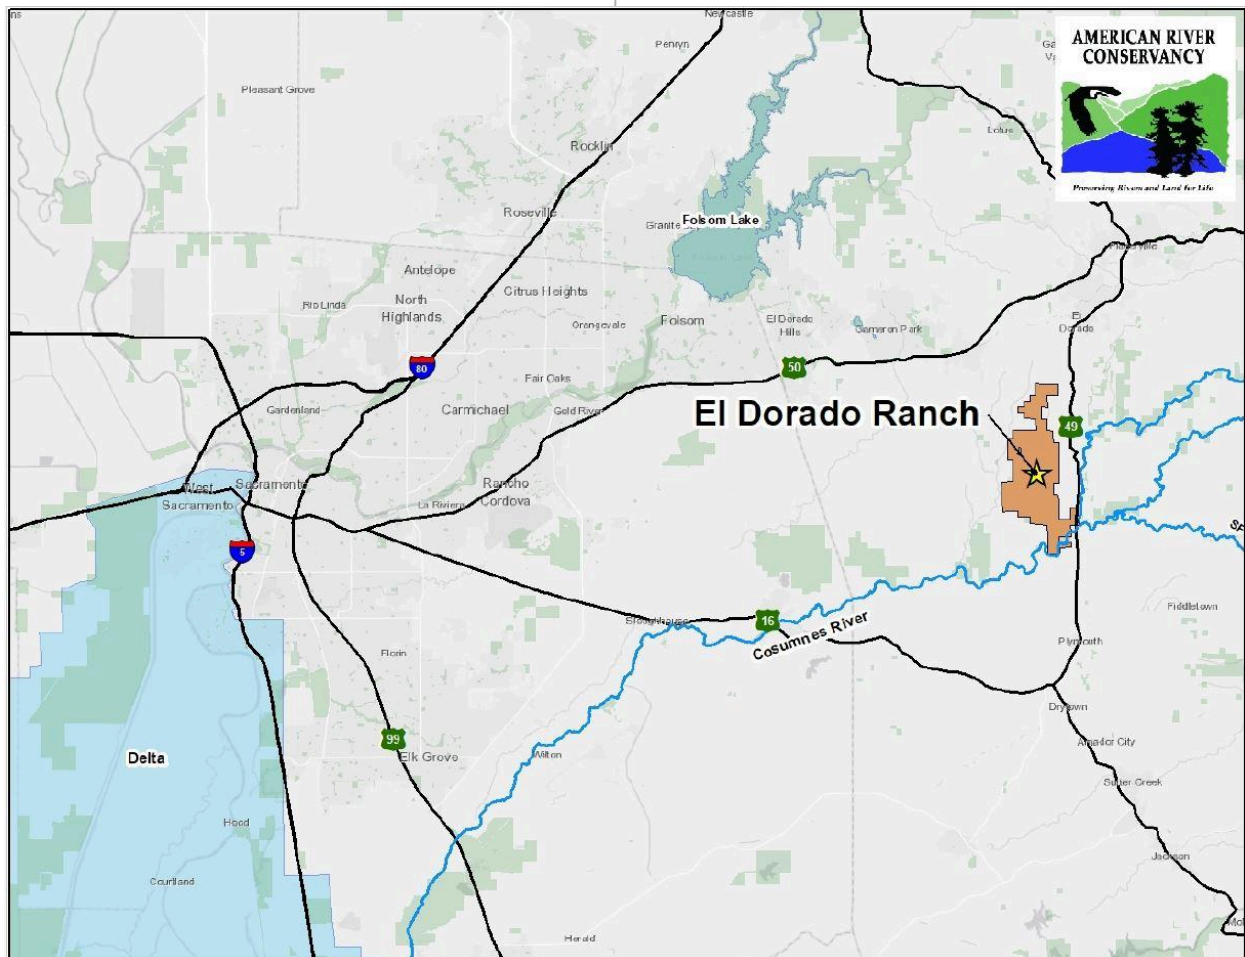 ns
Newcastle
Penryn
AMERICAN RIVER
CONSERVANCY
Pleasant Grove
Lotus
Rocklin
Preserving Rivers and Land for Life
Roseville
Granite
Folsom Lake
Placerville
Antelope
Citrus Heights
Rio Linda
North
Highlands
Orangevale
Folsom
El Dorado
Hills
Cameron Park
El
Dorado
80
50
Fair Oaks
Gardenland
Carmichael
Gold River
El Dorado Ranch
49
West
Sacramento
Sacramento
Rancho
Cordova
La Riviera
5
Fiddletown
Sloughhouse
16
Cosumnes River
Plymouth
Florin
Drytown
99
Elk Grove
Wilton
Amador City
Delta
Sutter Creek
Hood
Jackson
Courtland
Herald